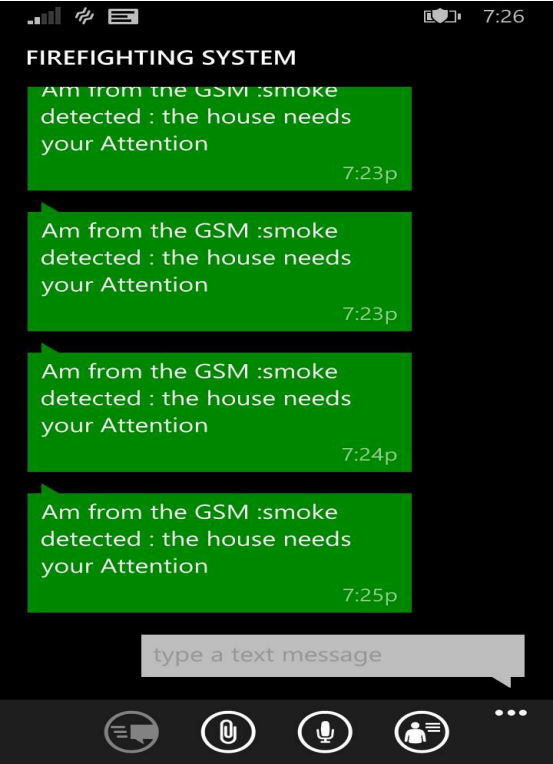 7:26
FIREFIGHTING SYSTEM
Am from the GSM :smoke
detected : the house needs
your Attention
7:23p
Am from the GSM :smoke
detected : the house needs
your Attention
7:23p
Am from the GSM :smoke
detected : the house needs
your Attention
7:24p
Am from the GSM :smoke
detected : the house needs
your Attention
7:25p
type a text message